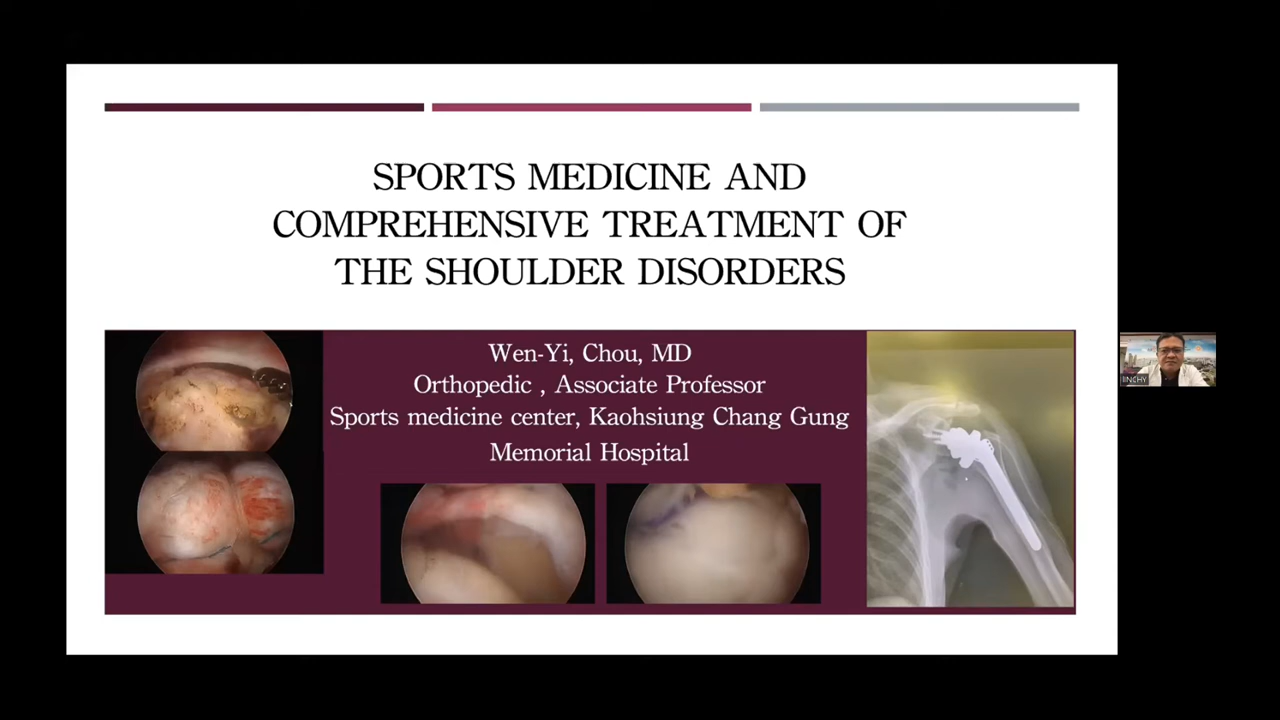 SPORTS MEDICINE AND
COMPREHENSIVE TREATMENT OF
THE SHOULDER DISORDERS
Wen-Yi, Chou, MD
Orthopedic , Associate Professor
Sports medicine center, Kaohsiung Chang Gung
Memorial Hospital
IINCHY